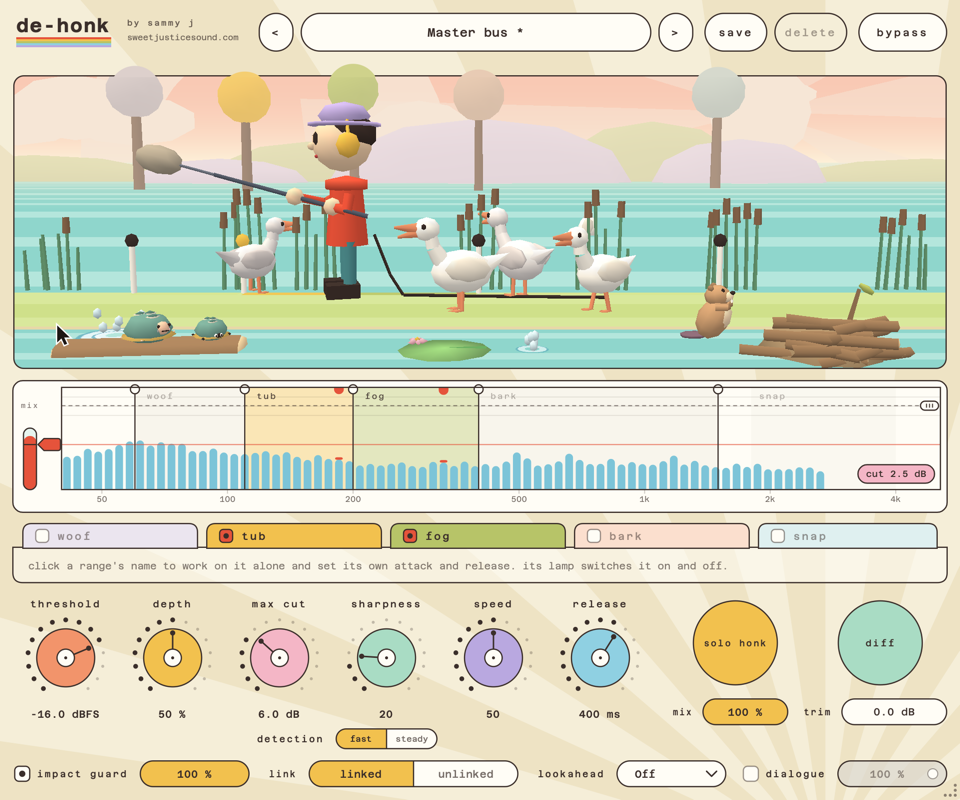 de-honk
by sammy j
sweetjusticesound.com
<
Master bus *
>
save
delete
bypass
mix
woof
tub
fog
bark
snap
cut 2.5 dB
50
100
200
500
1k
2k
4k
woof
tub
fog
bark
snap
click a range's name to work on it alone and set its own attack and release. its lamp switches it on and off.
threshold
depth
max cut
sharpness
speed
release
solo honk
diff
-16.0 dBFS
50 %
6.0 dB
20
50
400 ms
mix
100 %
trim
0.0 dB
detection
fast
steady
impact guard
100 %
link
linked
unlinked
lookahead
Off
dialogue
100 %